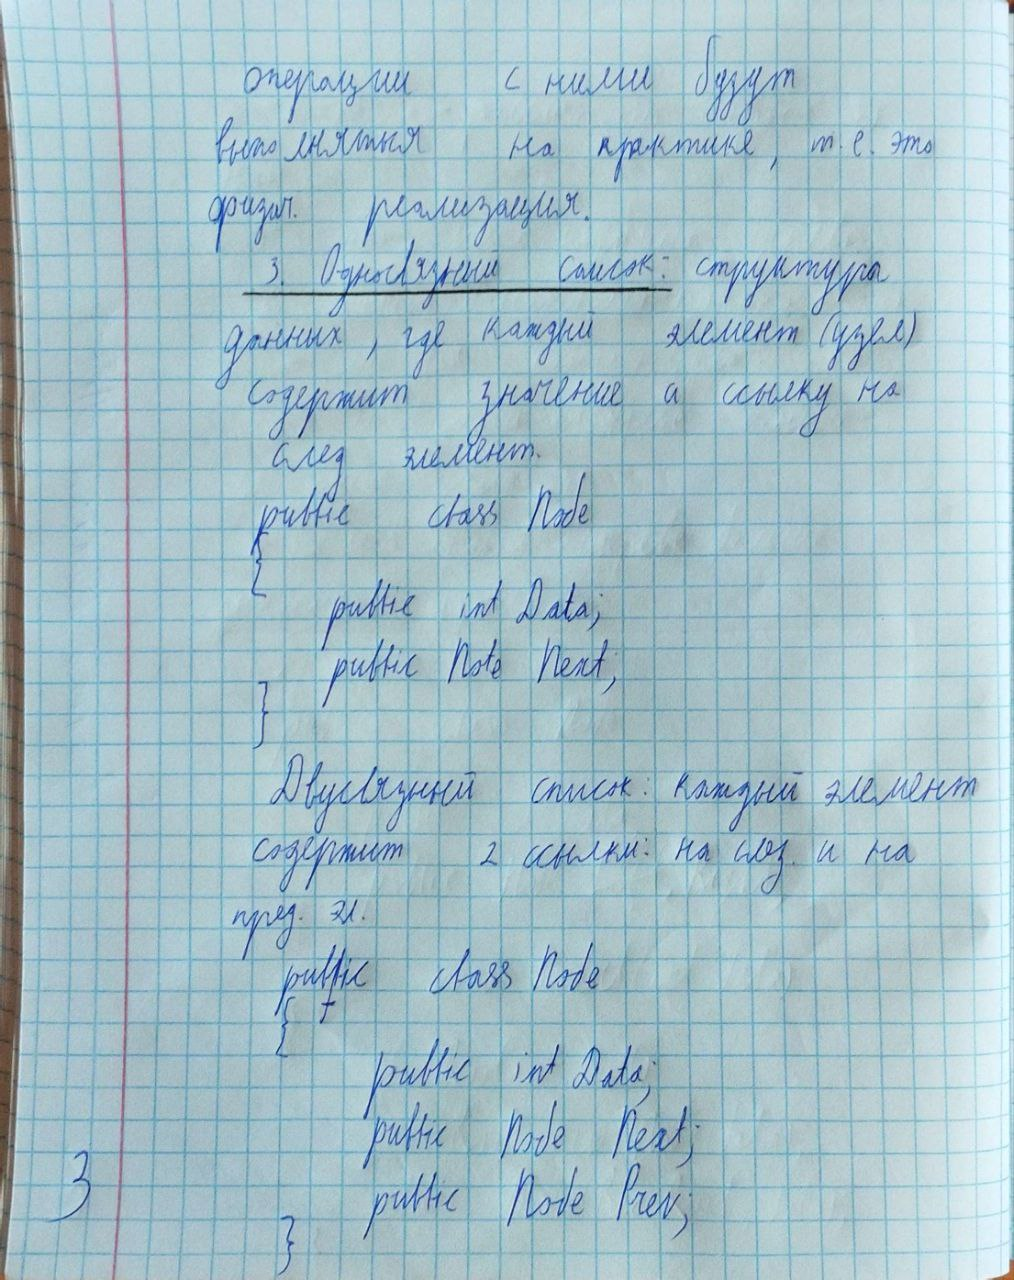 операции с ними будут
выполняться на практике, т.е. это
физич. реализация.
3. Односвязный список: структура
данных, где каждый элемент (узел)
содержит значение и ссылку на
след элемент.
public class Node
{
public int Data;
public Note Next;
}
Двусвязный список: каждый элемент
содержит 2 ссылки: на след. и на
пред. эл.
public class Node
{
public int Data;
public Node Next;
public Node Prev;
}
3